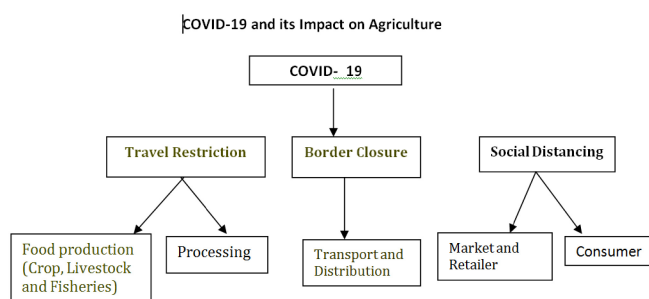 COVID-19 and its Impact on Agriculture
COVID- 19
Travel Restriction
Border Closure
Social Distancing
Food production
(Crop, Livestock
and Fisheries)
Processing
Transport and
Distribution
Market and
Retailer
Consumer